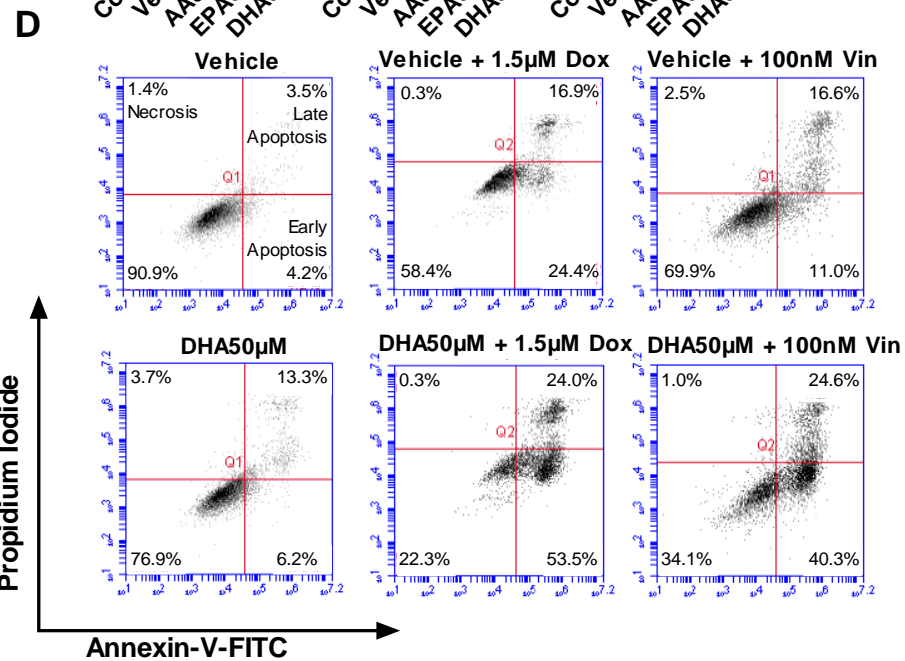 D
Vehicle
1.4%
3.5%
Necrosis
Late
Apoptosis
Q1
Early
Apoptosis
90.9%
4.2%
Vehicle + 1.5µM Dox
0.3%
16.9%
Q2
58.4%
24.4%
Vehicle + 100nM Vin
2.5%
16.6%
Q1
69.9%
11.0%
DHA50µM
3.7%
13.3%
Q1
76.9%
6.2%
DHA50µM + 1.5µM Dox
0.3%
24.0%
Q2
22.3%
53.5%
DHA50µM + 100nM Vin
1.0%
24.6%
Q2
34.1%
40.3%
Propidium Iodide
Annexin-V-FITC